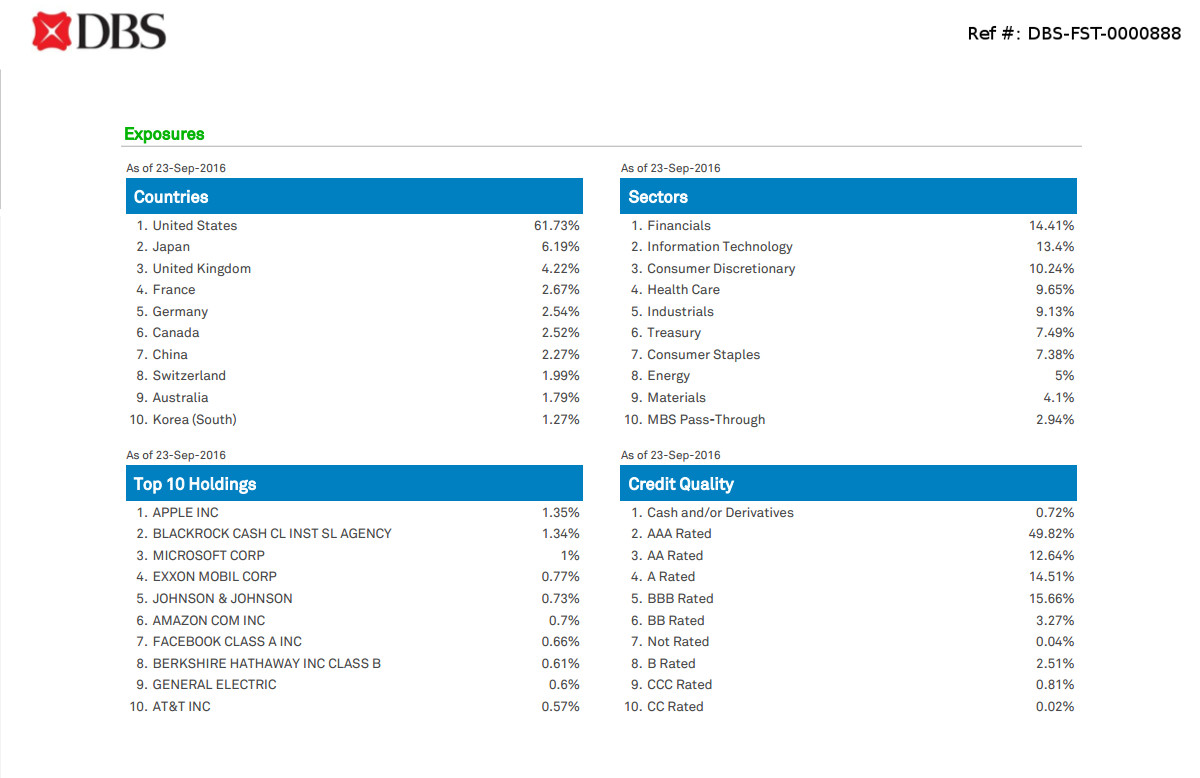 DBS
Ref #: DBS-FST-0000888
Exposures
As of 23-Sep-2016
Countries
1. United States 61.73%
2. Japan 6.19%
3. United Kingdom 4.22%
4. France 2.67%
5. Germany 2.54%
6. Canada 2.52%
7. China 2.27%
8. Switzerland 1.99%
9. Australia 1.79%
10. Korea (South) 1.27%
As of 23-Sep-2016
Sectors
1. Financials 14.41%
2. Information Technology 13.4%
3. Consumer Discretionary 10.24%
4. Health Care 9.65%
5. Industrials 9.13%
6. Treasury 7.49%
7. Consumer Staples 7.38%
8. Energy 5%
9. Materials 4.1%
10. MBS Pass-Through 2.94%
As of 23-Sep-2016
Top 10 Holdings
1. APPLE INC 1.35%
2. BLACKROCK CASH CL INST SL AGENCY 1.34%
3. MICROSOFT CORP 1%
4. EXXON MOBIL CORP 0.77%
5. JOHNSON & JOHNSON 0.73%
6. AMAZON COM INC 0.7%
7. FACEBOOK CLASS A INC 0.66%
8. BERKSHIRE HATHAWAY INC CLASS B 0.61%
9. GENERAL ELECTRIC 0.6%
10. AT&T INC 0.57%
As of 23-Sep-2016
Credit Quality
1. Cash and/or Derivatives 0.72%
2. AAA Rated 49.82%
3. AA Rated 12.64%
4. A Rated 14.51%
5. BBB Rated 15.66%
6. BB Rated 3.27%
7. Not Rated 0.04%
8. B Rated 2.51%
9. CCC Rated 0.81%
10. CC Rated 0.02%